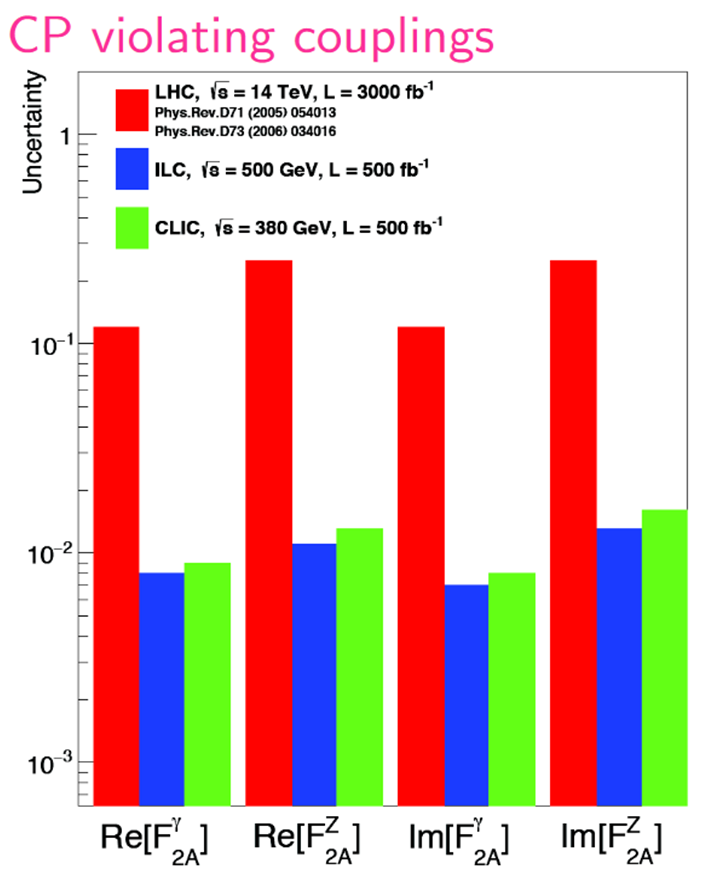 CP violating couplings
Uncertainty
LHC, √s = 14 TeV, L = 3000 fb⁻¹
Phys.Rev.D71 (2005) 054013
Phys.Rev.D73 (2006) 034016
ILC, √s = 500 GeV, L = 500 fb⁻¹
CLIC, √s = 380 GeV, L = 500 fb⁻¹
1
10⁻¹
10⁻²
10⁻³
Re[F^γ_2A] Re[F^Z_2A] Im[F^γ_2A] Im[F^Z_2A]